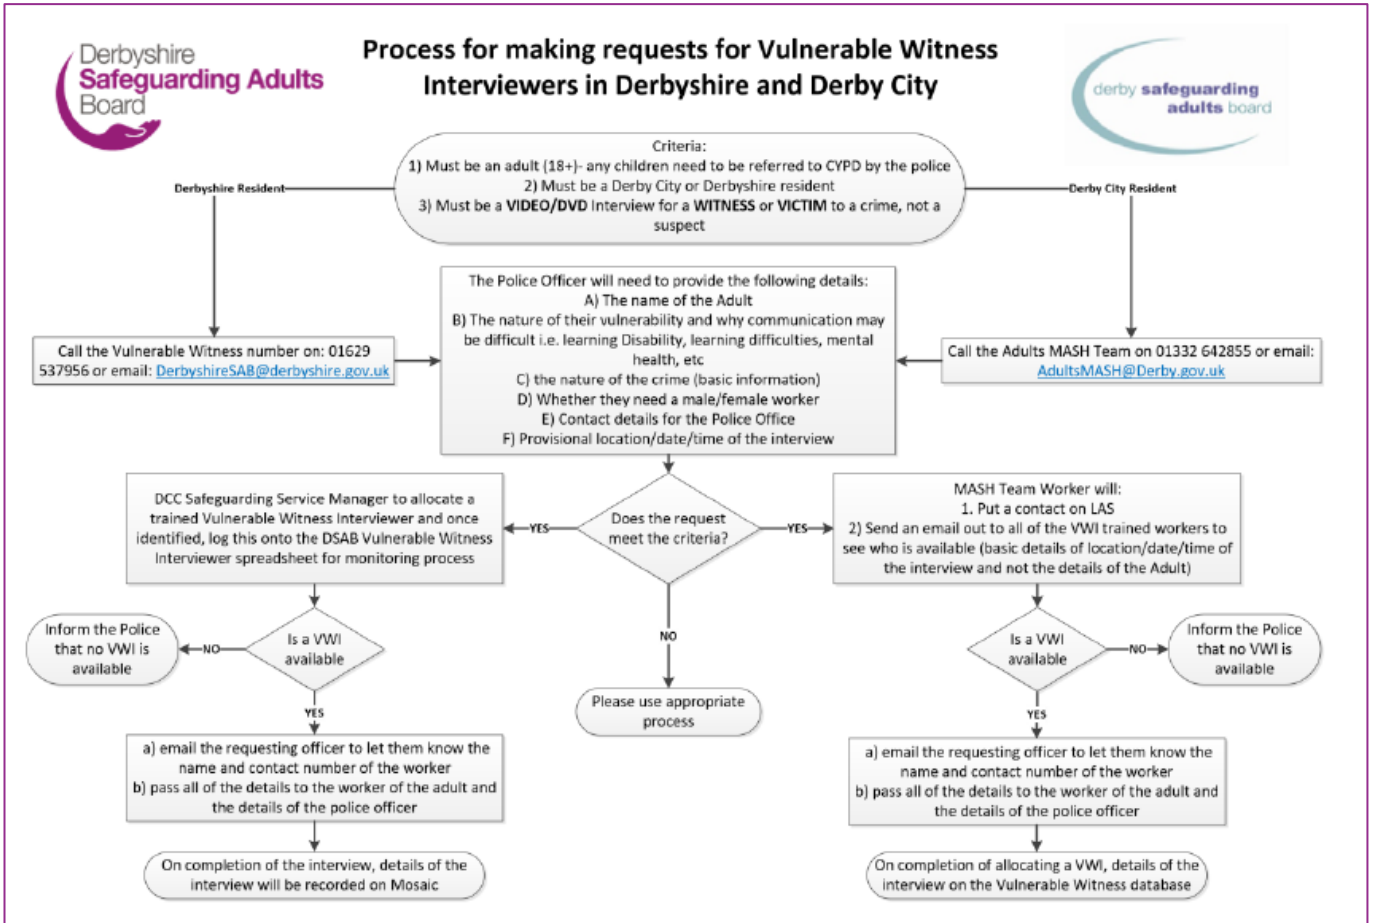 Derbyshire
Safeguarding Adults
Board
Process for making requests for Vulnerable Witness
Interviewers in Derbyshire and Derby City
derby safeguarding
adults board
Criteria:
1) Must be an adult (18+)- any children need to be referred to CYPD by the police
2) Must be a Derby City or Derbyshire resident
3) Must be a VIDEO/DVD Interview for a WITNESS or VICTIM to a crime, not a
suspect
Derbyshire Resident
Derby City Resident
Call the Vulnerable Witness number on: 01629
537956 or email: DerbyshireSAB@derbyshire.gov.uk
The Police Officer will need to provide the following details:
A) The name of the Adult
B) The nature of their vulnerability and why communication may
be difficult i.e. learning Disability, learning difficulties, mental
health, etc
C) the nature of the crime (basic information)
D) Whether they need a male/female worker
E) Contact details for the Police Office
F) Provisional location/date/time of the interview
Call the Adults MASH Team on 01332 642855 or email:
AdultsMASH@Derby.gov.uk
DCC Safeguarding Service Manager to allocate a
trained Vulnerable Witness Interviewer and once
identified, log this onto the DSAB Vulnerable Witness
Interviewer spreadsheet for monitoring process
YES
Does the request
meet the criteria?
YES
MASH Team Worker will:
1. Put a contact on LAS
2) Send an email out to all of the VWI trained workers to
see who is available (basic details of location/date/time of
the interview and not the details of the Adult)
Inform the Police
that no VWI is
available
NO
Is a VWI
available
NO
Is a VWI
available
NO
Inform the Police
that no VWI is
available
YES
Please use appropriate
process
YES
a) email the requesting officer to let them know the
name and contact number of the worker
b) pass all of the details to the worker of the adult and
the details of the police officer
a) email the requesting officer to let them know the
name and contact number of the worker
b) pass all of the details to the worker of the adult and
the details of the police officer
On completion of the interview, details of the
interview will be recorded on Mosaic
On completion of allocating a VWI, details of the
interview on the Vulnerable Witness database